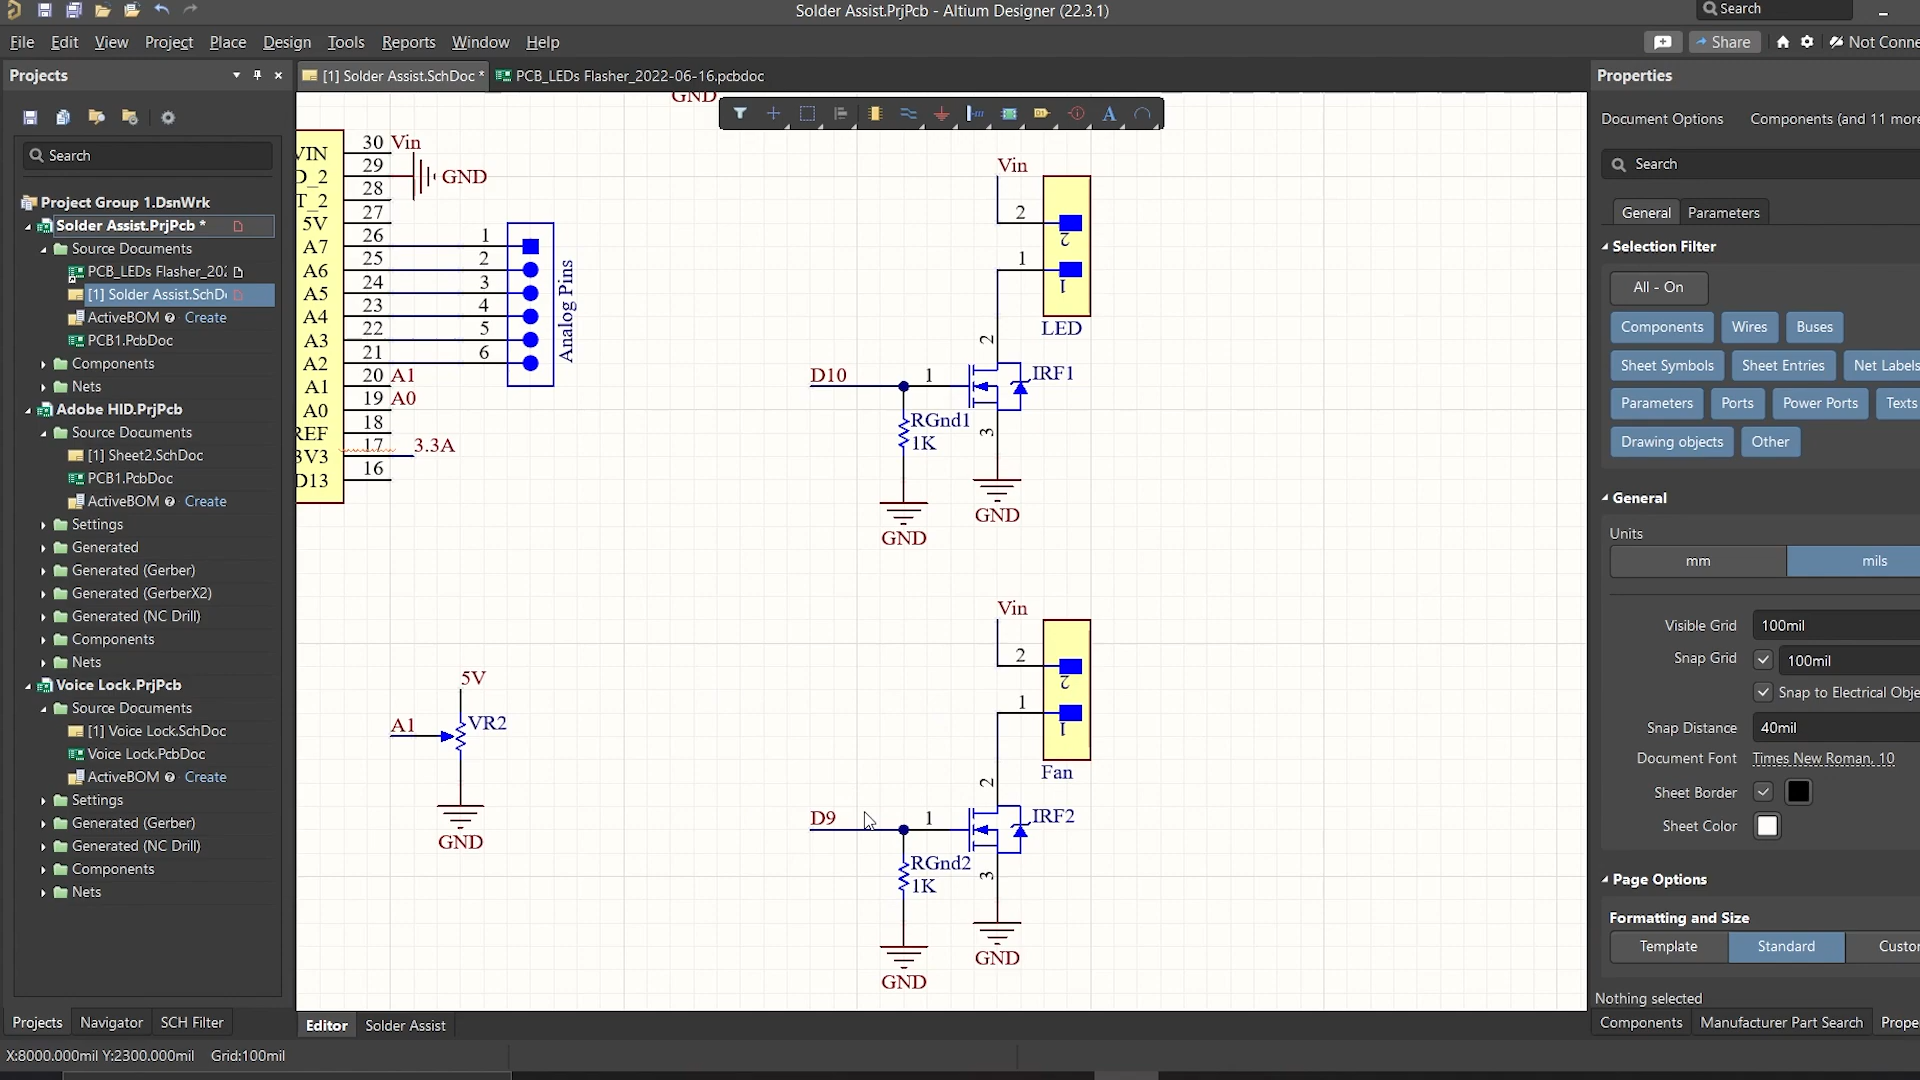 Solder Assist.PrjPcb - Altium Designer (22.3.1)
Search
File Edit View Project Place Design Tools Reports Window Help
Share
Not Conne
Projects
[1] Solder Assist.SchDoc *
PCB_LEDs Flasher_2022-06-16.pcbdoc
Properties
Document Options
Components (and 11 more
Search
Search
Project Group 1.DsnWrk
Solder Assist.PrjPcb *
Source Documents
PCB_LEDs Flasher_202
[1] Solder Assist.SchDo
ActiveBOM Create
PCB1.PcbDoc
Components
Nets
Adobe HID.PrjPcb
Source Documents
[1] Sheet2.SchDoc
PCB1.PcbDoc
ActiveBOM Create
Settings
Generated
Generated (Gerber)
Generated (GerberX2)
Generated (NC Drill)
Components
Nets
Voice Lock.PrjPcb
Source Documents
[1] Voice Lock.SchDoc
Voice Lock.PcbDoc
ActiveBOM Create
Settings
Generated (Gerber)
Generated (NC Drill)
Components
Nets
Projects
Navigator
SCH Filter
X:8000.000mil Y:2300.000mil Grid:100mil
GND
VIN 30 Vin
D_2 29 GND
T_2 28
5V 27
A7 26 1
A6 25 2
A5 24 3
A4 23 4
A3 22 5
A2 21 6
A1 20 A1
A0 19 A0
REF 18
3V3 17 3.3A
D13 16
Analog Pins
Vin
2
2
1
1
LED
2
D10 1 IRF1
RGnd1
1K
3
GND
GND
5V
A1 VR2
GND
Vin
2
2
1
1
Fan
2
D9 1 IRF2
RGnd2
1K
3
GND
GND
Editor
Solder Assist
General
Parameters
Selection Filter
All - On
Components Wires Buses
Sheet Symbols Sheet Entries Net Labels
Parameters Ports Power Ports Texts
Drawing objects Other
General
Units
mm mils
Visible Grid 100mil
Snap Grid 100mil
Snap to Electrical Obje
Snap Distance 40mil
Document Font Times New Roman, 10
Sheet Border
Sheet Color
Page Options
Formatting and Size
Template Standard Custo
Nothing selected
Components
Manufacturer Part Search
Prope